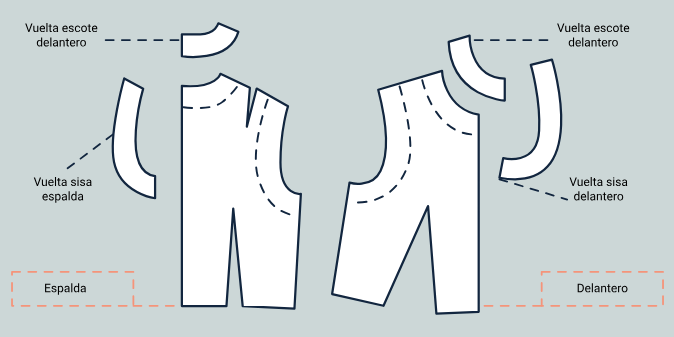 Vuelta escote
delantero
Vuelta escote
delantero
Vuelta sisa
espalda
Vuelta sisa
delantero
Espalda
Delantero